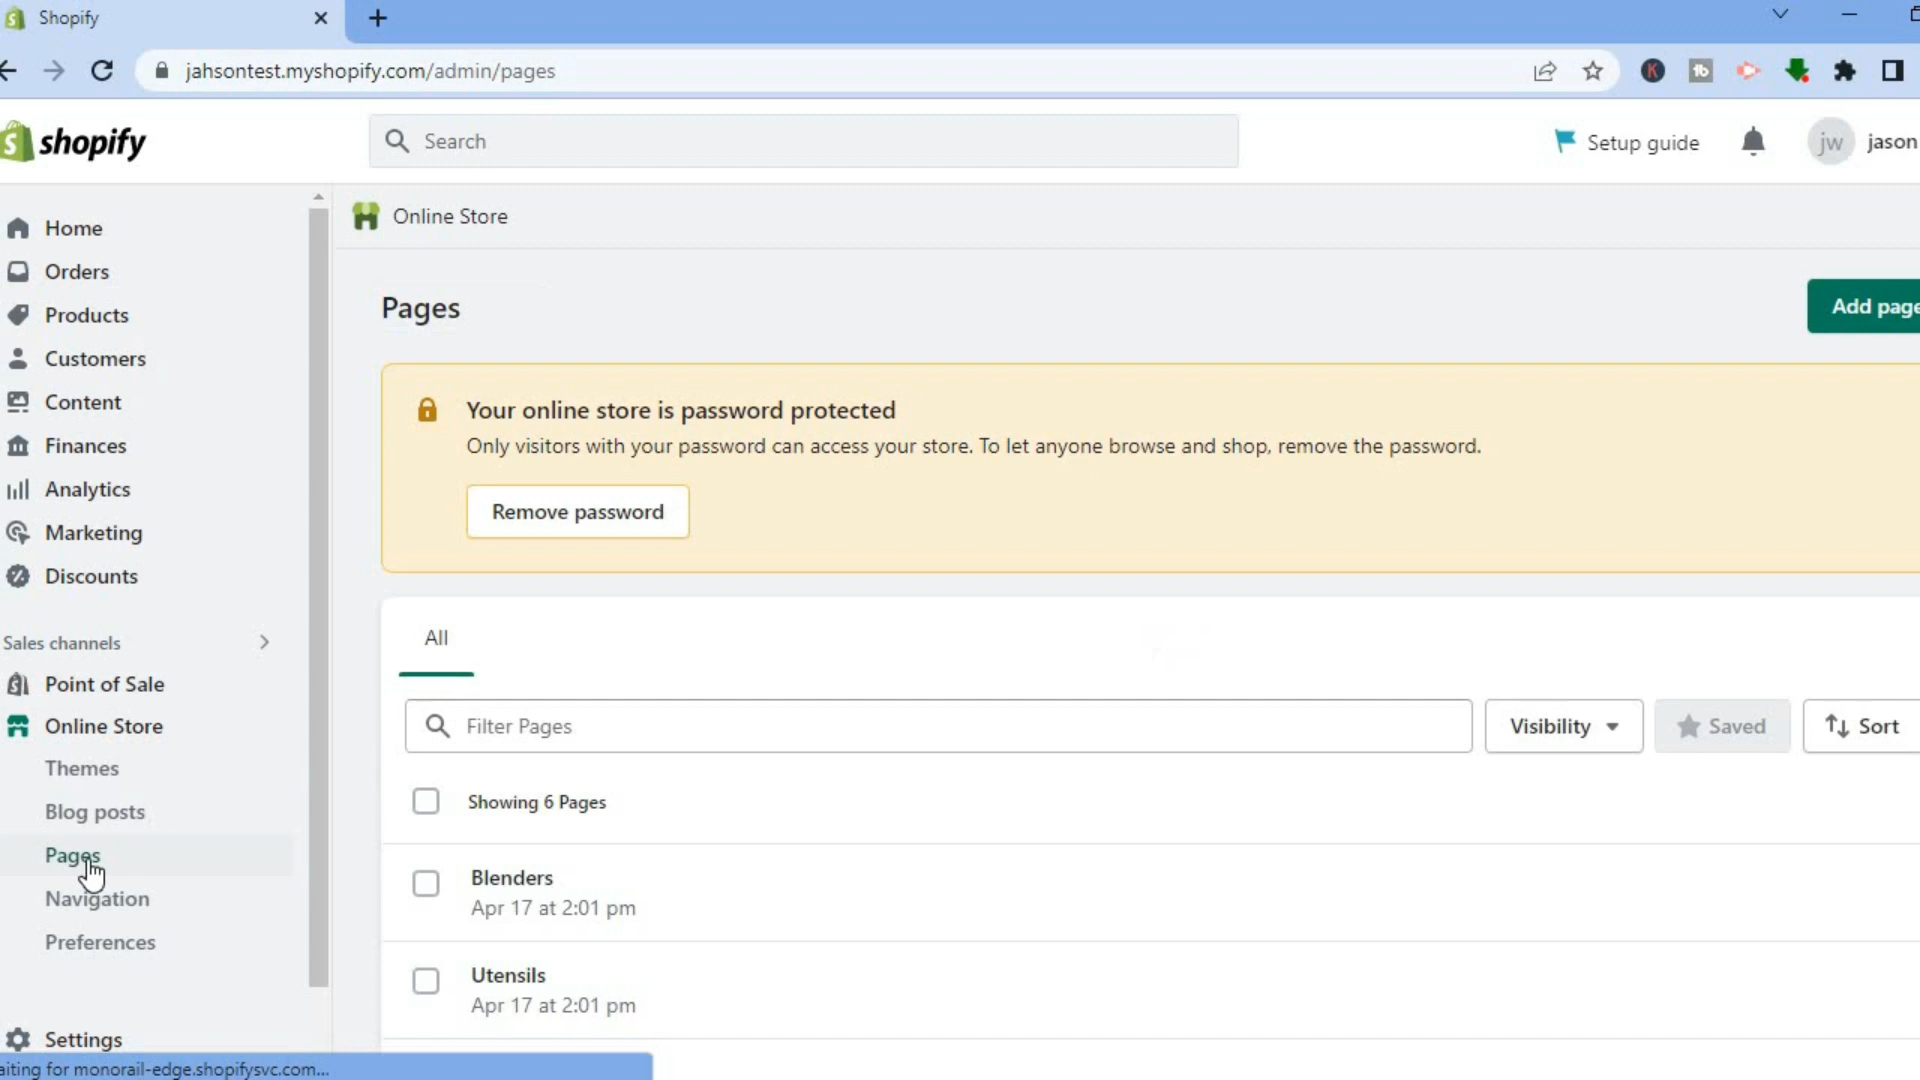 Shopify
jahsontest.myshopify.com/admin/pages
shopify
Search
Setup guide
jw
jason
Home
Orders
Products
Customers
Content
Finances
Analytics
Marketing
Discounts
Sales channels
Point of Sale
Online Store
Themes
Blog posts
Pages
Navigation
Preferences
Settings
Online Store
Pages
Add page
Your online store is password protected
Only visitors with your password can access your store. To let anyone browse and shop, remove the password.
Remove password
All
Filter Pages
Visibility
Saved
Sort
Showing 6 Pages
Blenders
Apr 17 at 2:01 pm
Utensils
Apr 17 at 2:01 pm
aiting for monorail-edge.shopifysvc.com...